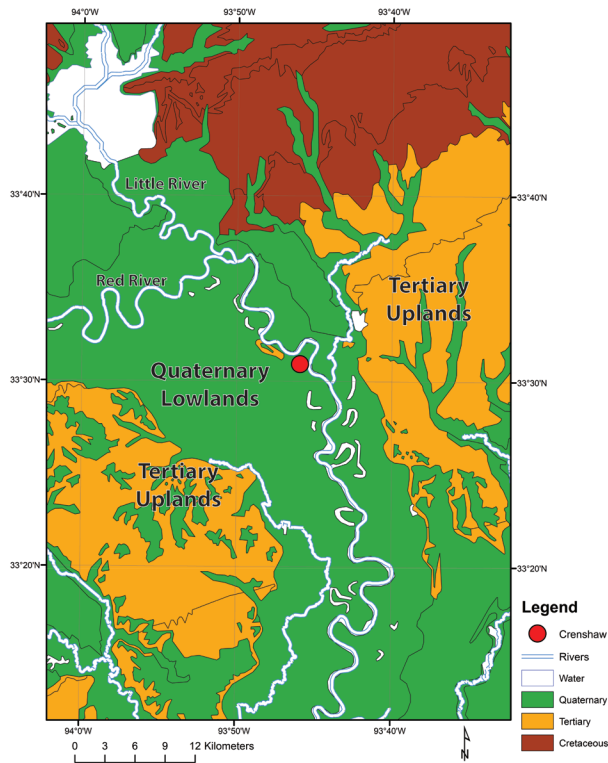 94°0'W 93°50'W 93°40'W
Little River
33°40'N 33°40'N
Red River
Tertiary
Uplands
Quaternary
Lowlands
33°30'N 33°30'N
Tertiary
Uplands
33°20'N 33°20'N
Legend
Crenshaw
Rivers
Water
Quaternary
Tertiary
Cretaceous
94°0'W 93°50'W 93°40'W
0 3 6 9 12 Kilometers
N